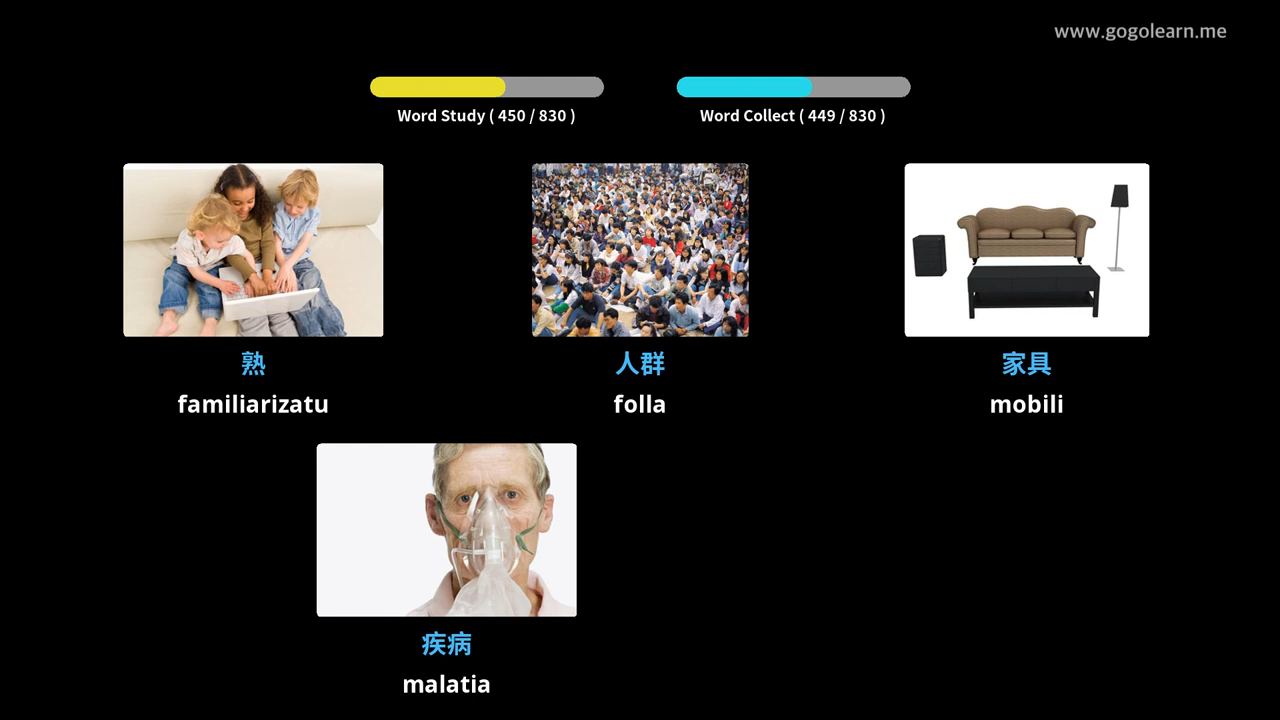 www.gogolearn.me
Word Study ( 450 / 830 )
Word Collect ( 449 / 830 )
熟
familiarizatu
人群
folla
家具
mobili
疾病
malatia